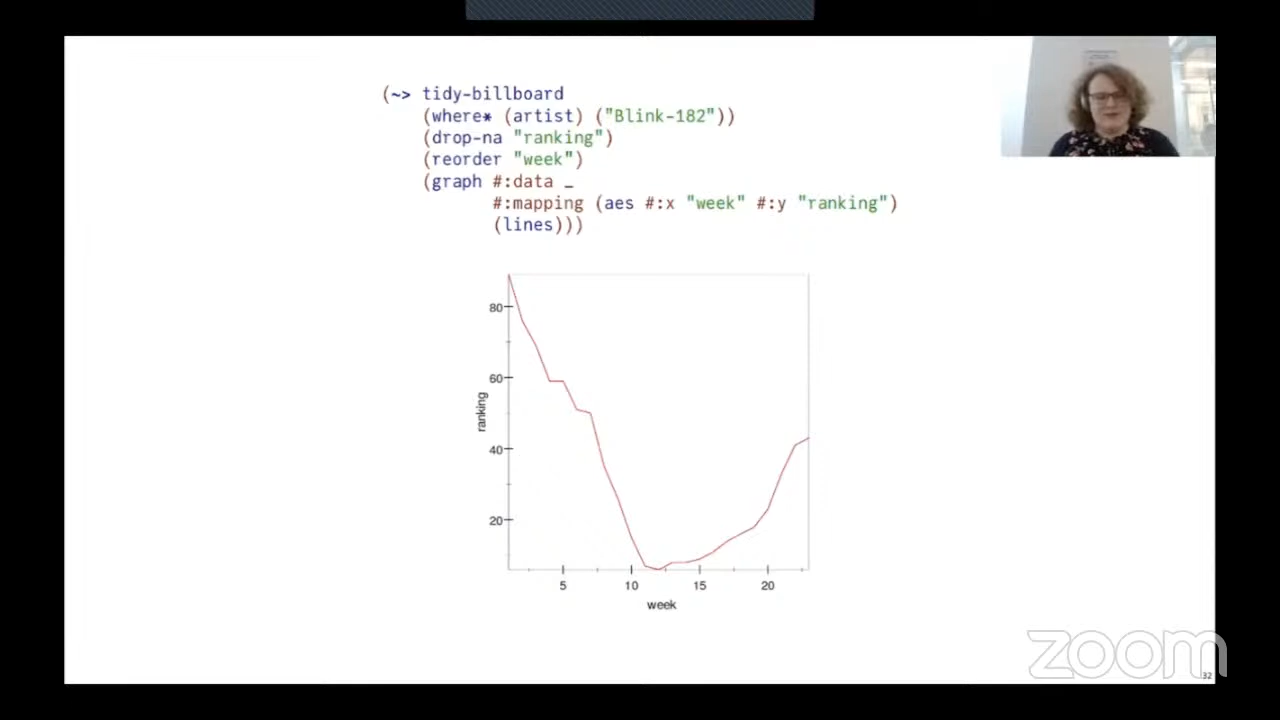 (~> tidy-billboard
(where* (artist) ("Blink-182"))
(drop-na "ranking")
(reorder "week")
(graph #:data _
#:mapping (aes #:x "week" #:y "ranking")
(lines)))
80
60
40
20
ranking
5 10 15 20
week
zoom
32